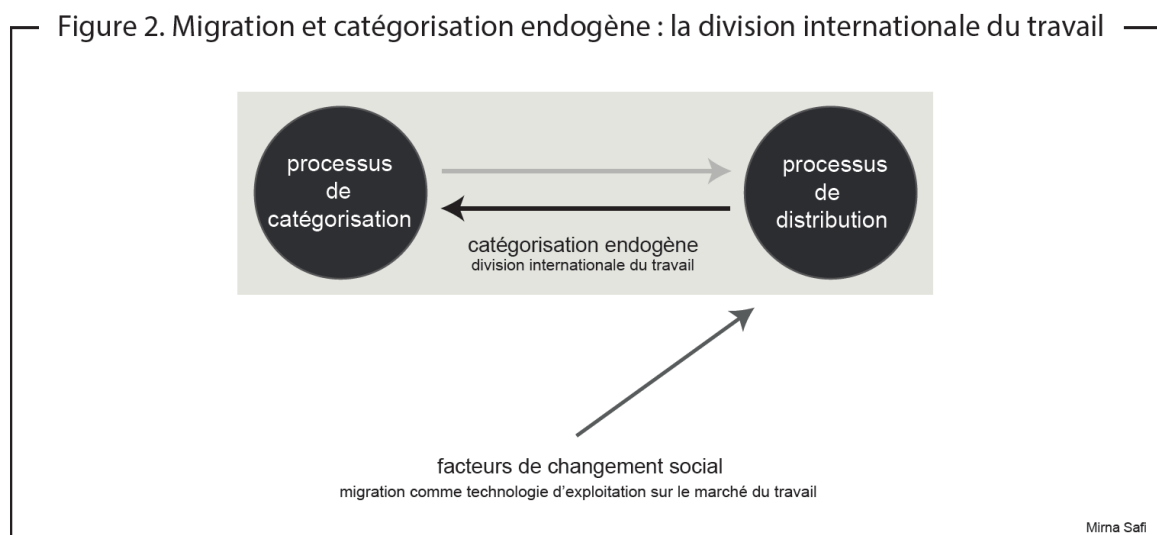 Figure 2. Migration et catégorisation endogène : la division internationale du travail
processus
de
catégorisation
processus
de
distribution
catégorisation endogène
division internationale du travail
facteurs de changement social
migration comme technologie d'exploitation sur le marché du travail
Mirna Safi